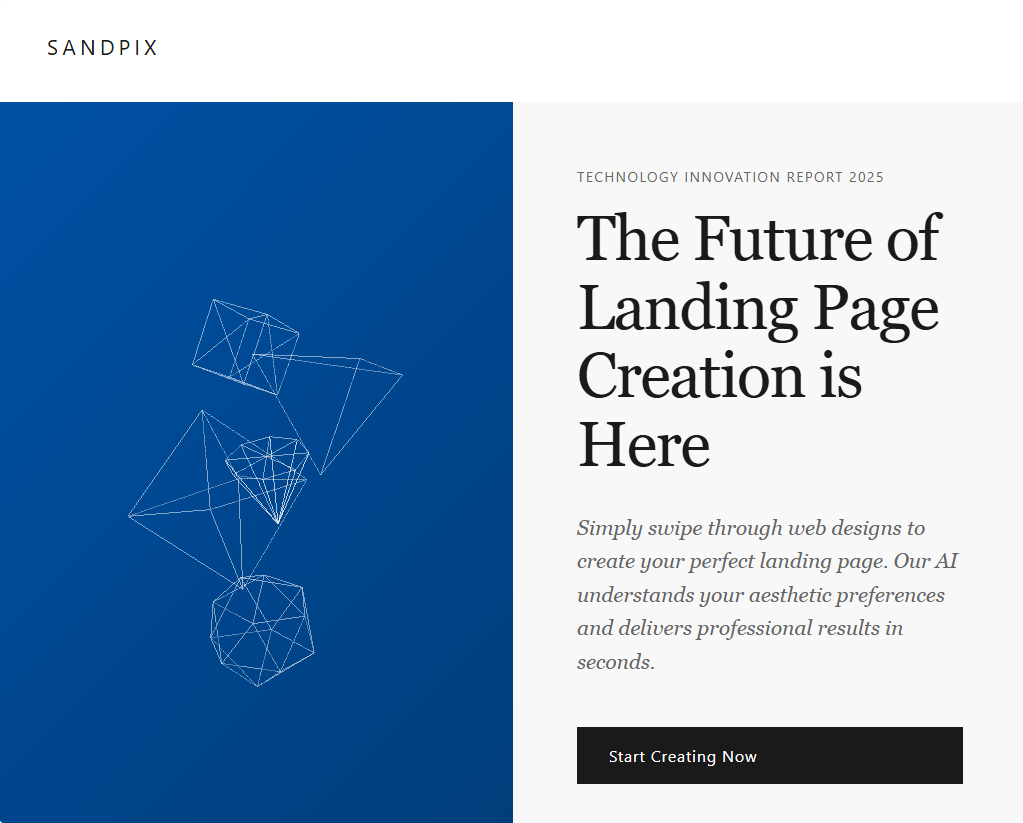 SANDPIX
TECHNOLOGY INNOVATION REPORT 2025
The Future of
Landing Page
Creation is
Here
Simply swipe through web designs to
create your perfect landing page. Our AI
understands your aesthetic preferences
and delivers professional results in
seconds.
Start Creating Now